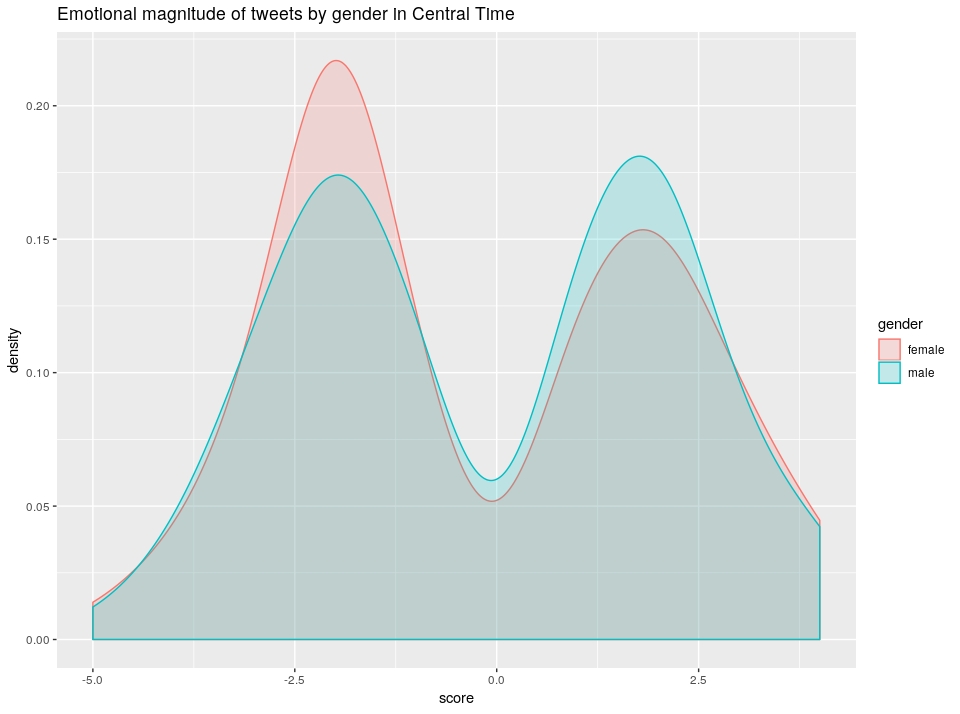 Emotional magnitude of tweets by gender in Central Time
density
0.20
0.15
0.10
0.05
0.00
-5.0
-2.5
0.0
2.5
score
gender
female
male